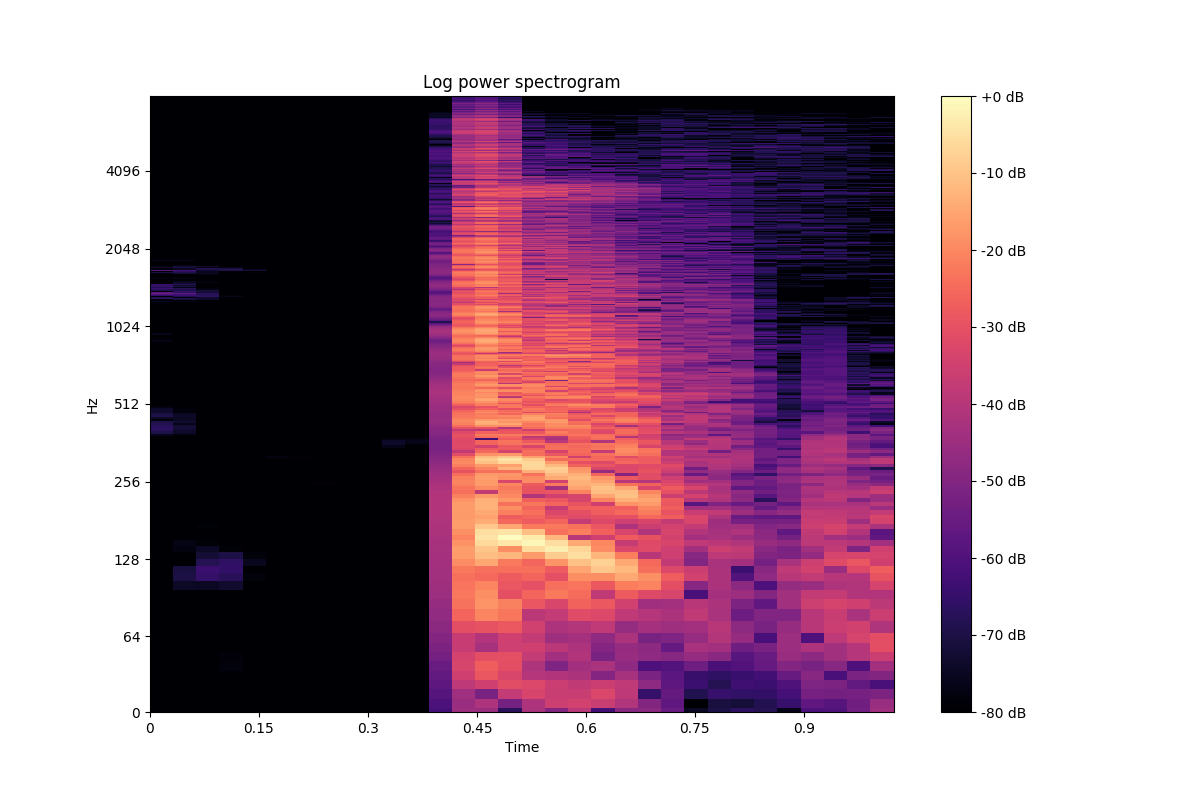 Log power spectrogram
+0 dB
4096
-10 dB
2048
-20 dB
1024
-30 dB
Hz
512
-40 dB
256
-50 dB
128
-60 dB
64
-70 dB
0
-80 dB
0 0.15 0.3 0.45 0.6 0.75 0.9
Time